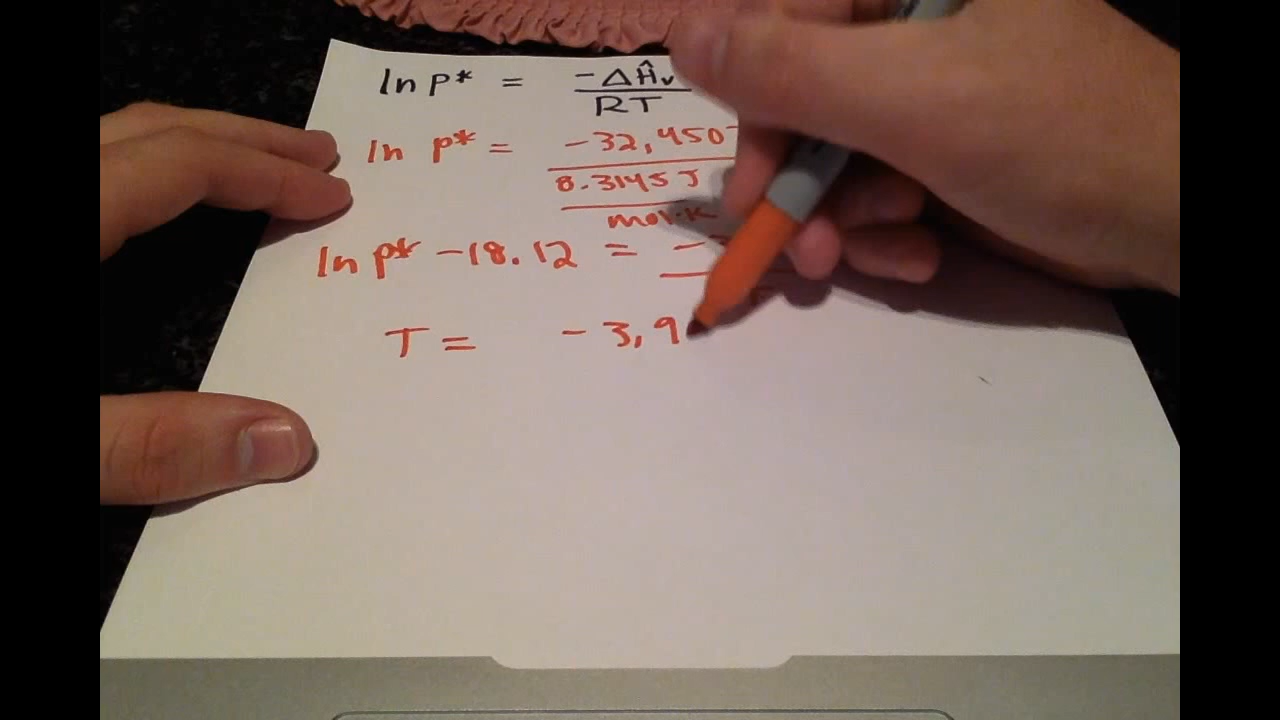 ln P* = -ΔĤv / RT
ln P* = -32,450 / 8.3145 J / mol·K
ln P* - 18.12 = -
T = -3,9